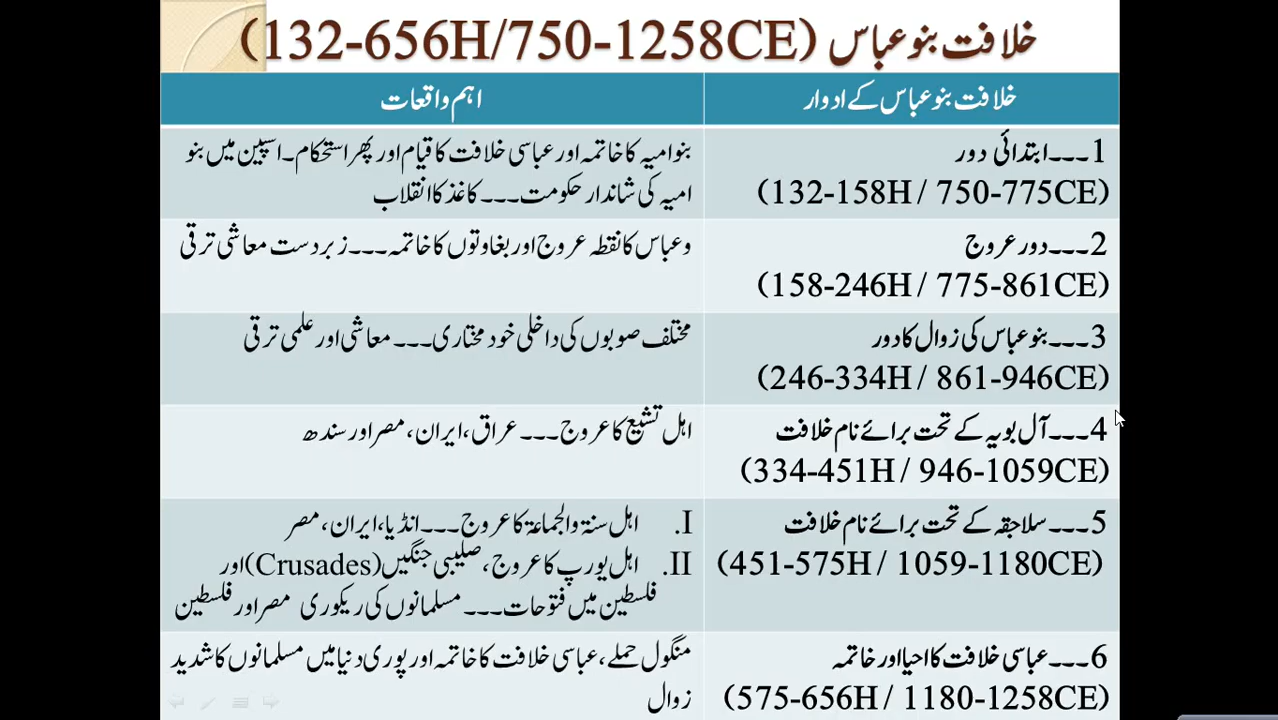 خلافت بنو عباس (132-656H/750-1258CE)
خلافت بنو عباس کے ادوار
اہم واقعات
1۔۔۔ابتدائی دور
(132-158H / 750-775CE)
بنو امیہ کا خاتمہ اور عباسی خلافت کا قیام اور پھر استحکام۔ اسپین میں بنو
امیہ کی شاندار حکومت۔۔۔ کاغذ کا انقلاب
2۔۔۔دور عروج
(158-246H / 775-861CE)
وعباس کا نقطہ عروج اور بغاوتوں کا خاتمہ۔۔۔زبردست معاشی ترقی
3۔۔۔بنو عباس کی زوال کا دور
(246-334H / 861-946CE)
مختلف صوبوں کی داخلی خود مختاری۔۔۔ معاشی اور علمی ترقی
4۔۔۔آل بویہ کے تحت برائے نام خلافت
(334-451H / 946-1059CE)
اہل تشیع کا عروج۔۔۔ عراق، ایران، مصر اور سندھ
5۔۔۔سلاجقہ کے تحت برائے نام خلافت
(451-575H / 1059-1180CE)
I. اہل سنۃ والجماعۃ کا عروج۔۔۔انڈیا، ایران، مصر
II. اہل یورپ کا عروج، صلیبی جنگیں (Crusades) اور
فلسطین میں فتوحات۔۔۔ مسلمانوں کی ریکوری مصر اور فلسطین
6۔۔۔عباسی خلافت کا احیا اور خاتمہ
(575-656H / 1180-1258CE)
منگول حملے، عباسی خلافت کا خاتمہ اور پوری دنیا میں مسلمانوں کا شدید
زوال